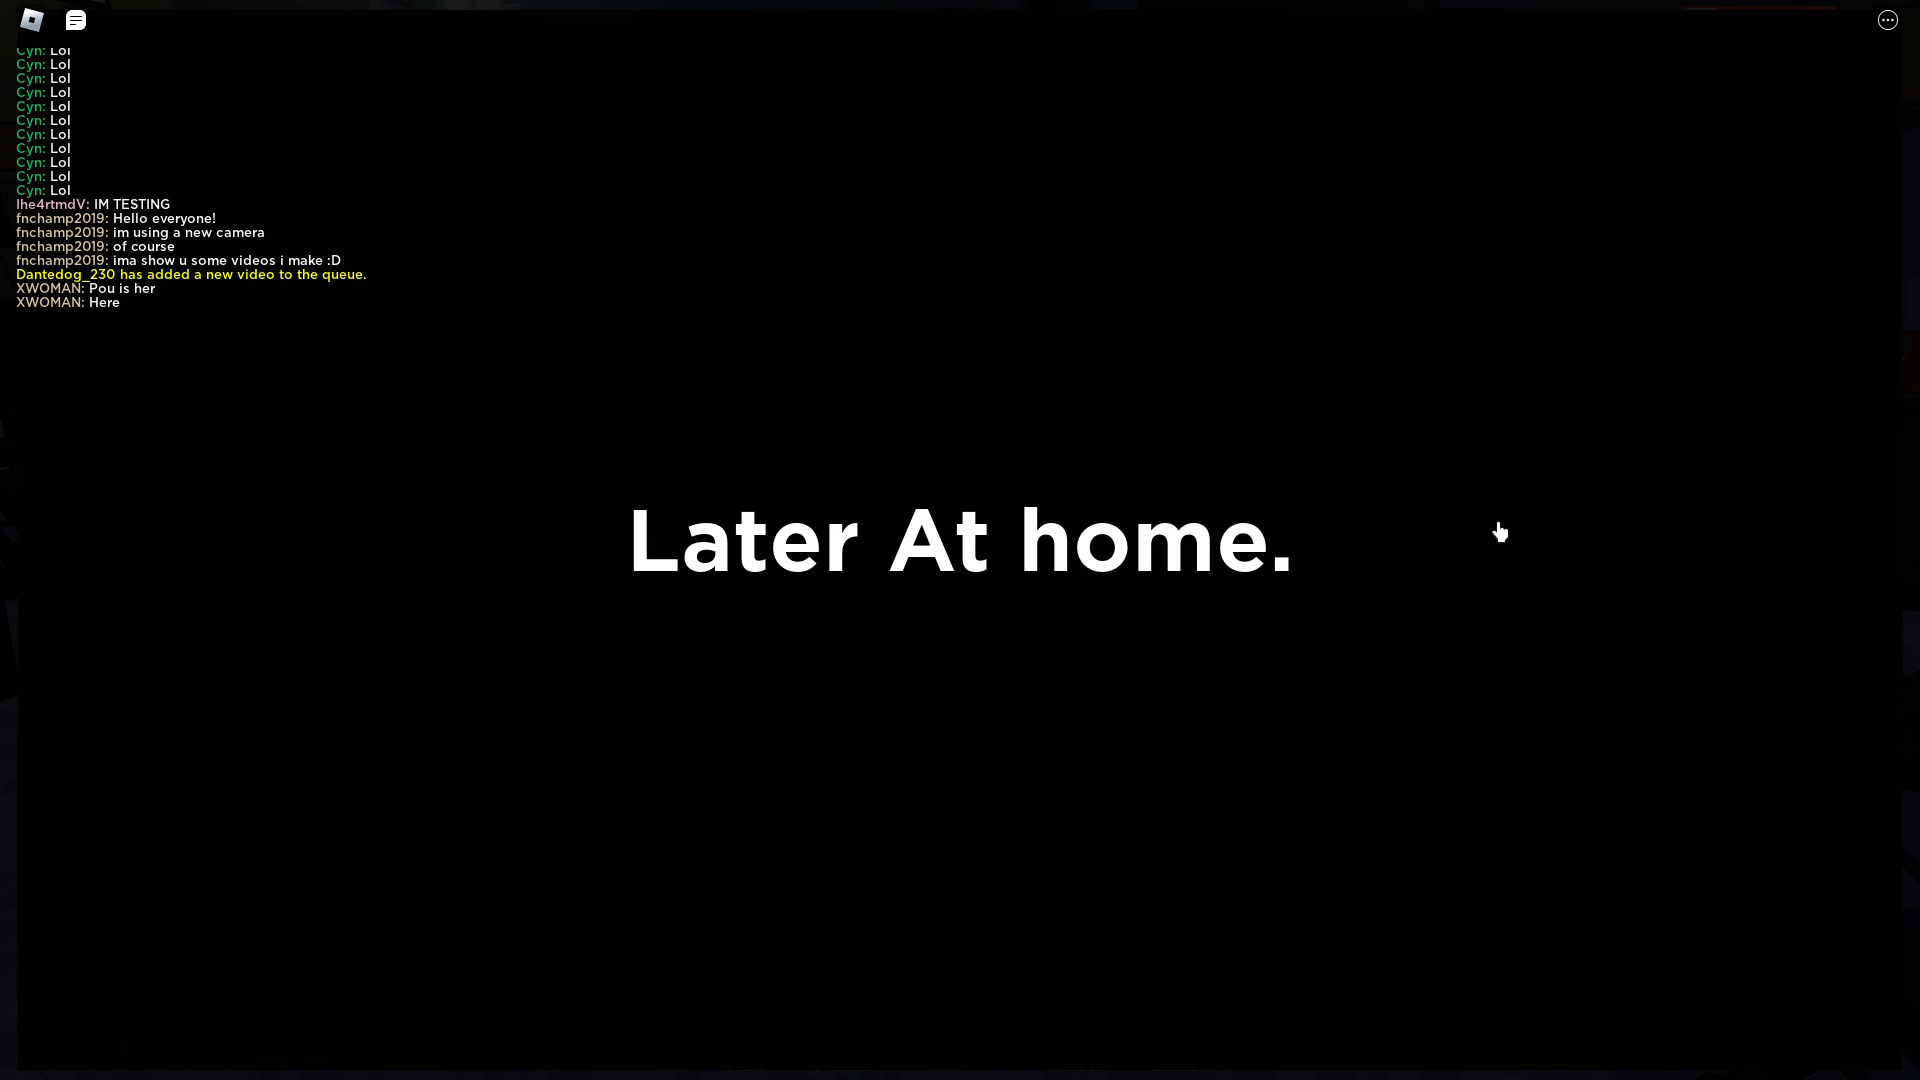 Cyn: Lol
Cyn: Lol
Cyn: Lol
Cyn: Lol
Cyn: Lol
Cyn: Lol
Cyn: Lol
Cyn: Lol
Cyn: Lol
Cyn: Lol
Cyn: Lol
Ihe4rtmdV: IM TESTING
fnchamp2019: Hello everyone!
fnchamp2019: im using a new camera
fnchamp2019: of course
fnchamp2019: ima show u some videos i make :D
Dantedog_230 has added a new video to the queue.
XWOMAN: Pou is her
XWOMAN: Here
Later At home.